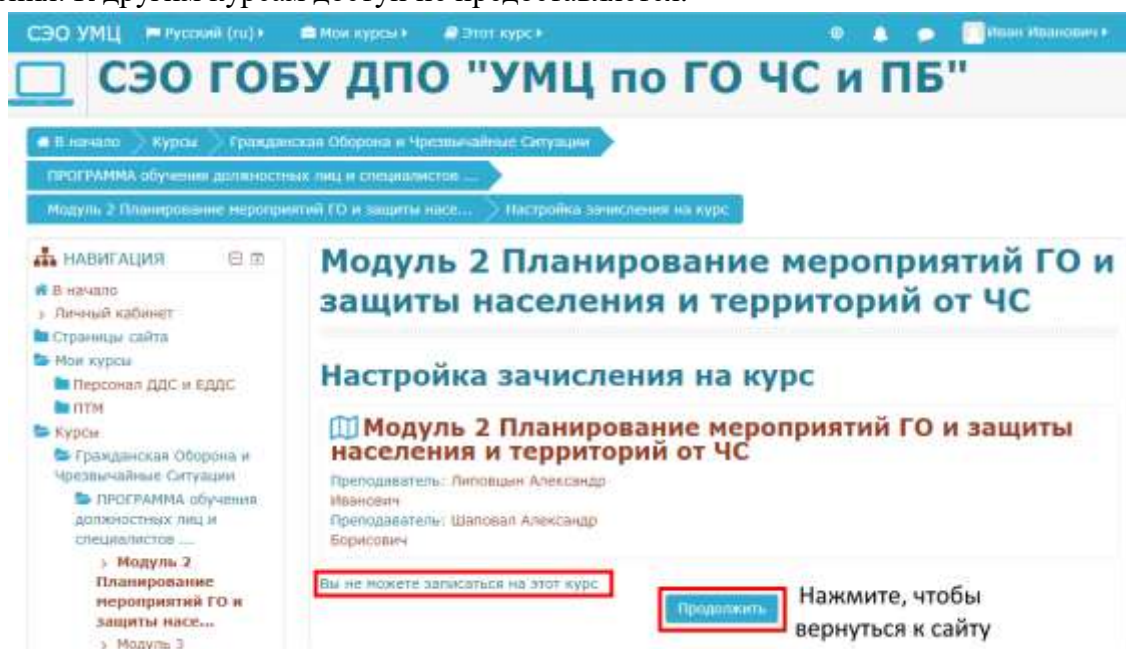 К другим курсам доступ не предоставляется.
СЭО УМЦ Русский (ru) Мои курсы Этот курс Иван Иванович
СЭО ГОБУ ДПО "УМЦ по ГО ЧС и ПБ"
В начало Курсы Гражданская Оборона и Чрезвычайные Ситуации
ПРОГРАММА обучения должностных лиц и специалистов ...
Модуль 2 Планирование мероприятий ГО и защиты насе... Настройка зачисления на курс
НАВИГАЦИЯ
В начало
Личный кабинет
Страницы сайта
Мои курсы
Персонал ДДС и ЕДДС
ПТМ
Курсы
Гражданская Оборона и
Чрезвычайные Ситуации
ПРОГРАММА обучения
должностных лиц и
специалистов ....
Модуль 2
Планирование
мероприятий ГО и
защиты насе...
Модуль 3
Модуль 2 Планирование мероприятий ГО и
защиты населения и территорий от ЧС
Настройка зачисления на курс
Модуль 2 Планирование мероприятий ГО и защиты
населения и территорий от ЧС
Преподаватель: Липовцын Александр
Иванович
Преподаватель: Шаповал Александр
Борисович
Вы не можете записаться на этот курс
Продолжить
Нажмите, чтобы
вернуться к сайту